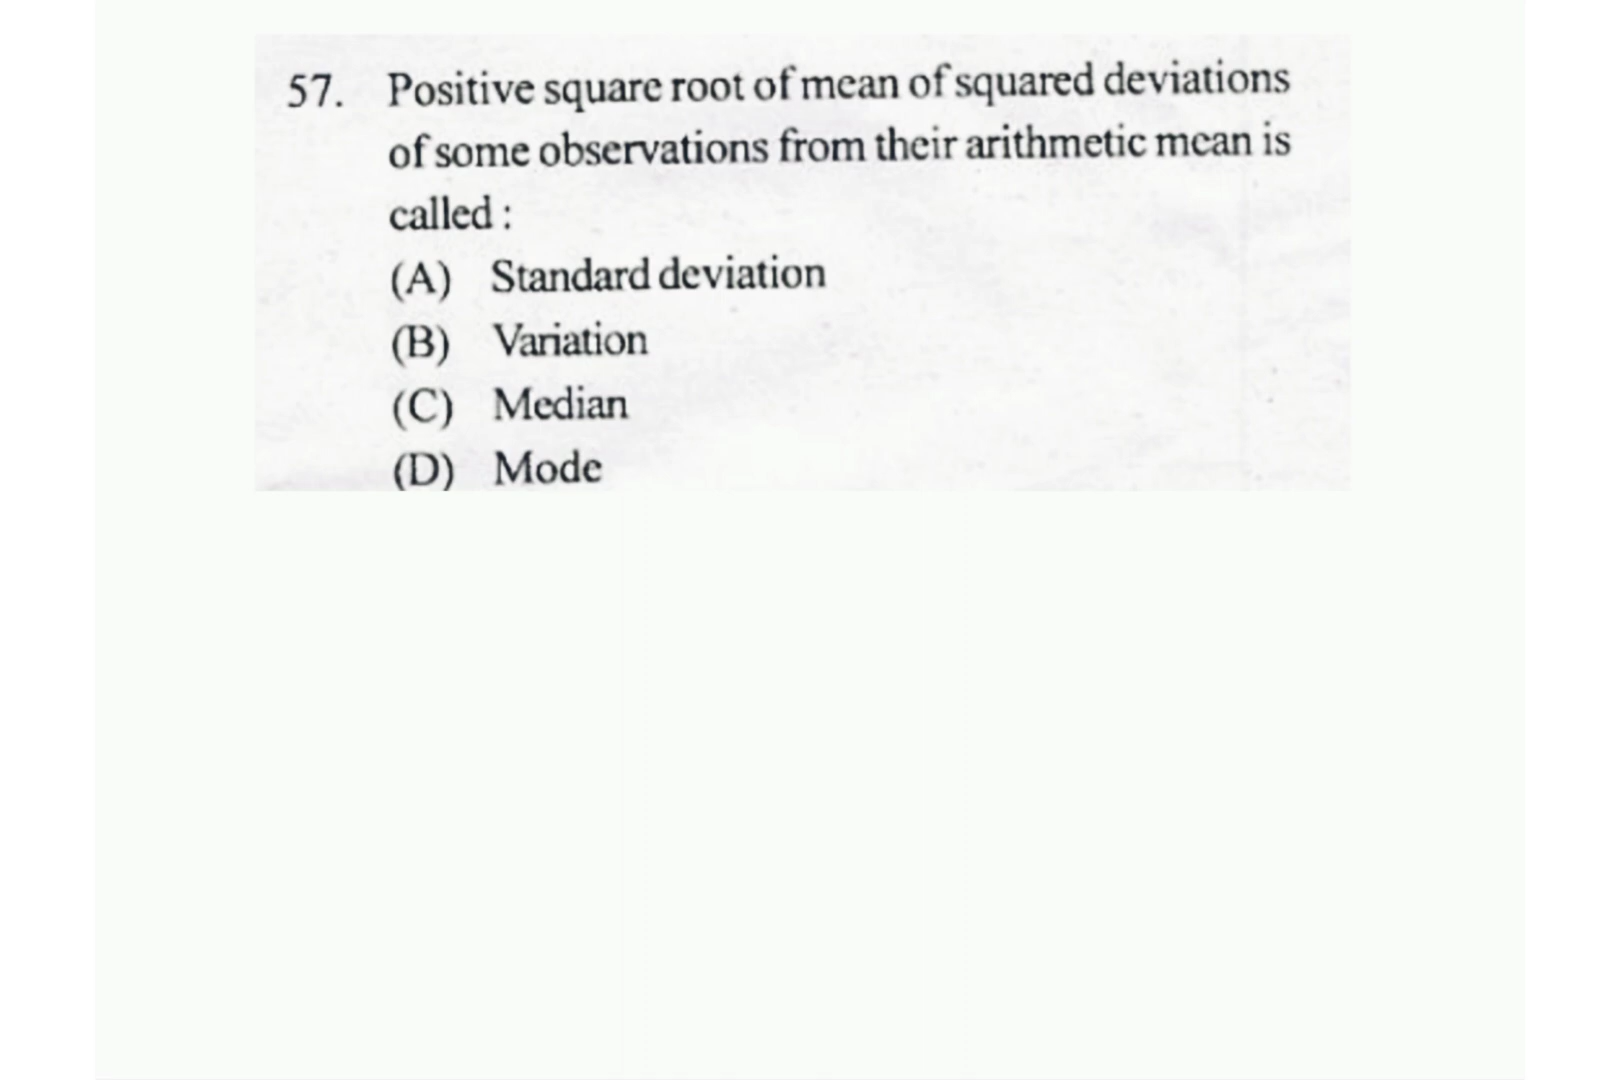 57. Positive square root of mean of squared deviations
of some observations from their arithmetic mean is
called :
(A) Standard deviation
(B) Variation
(C) Median
(D) Mode